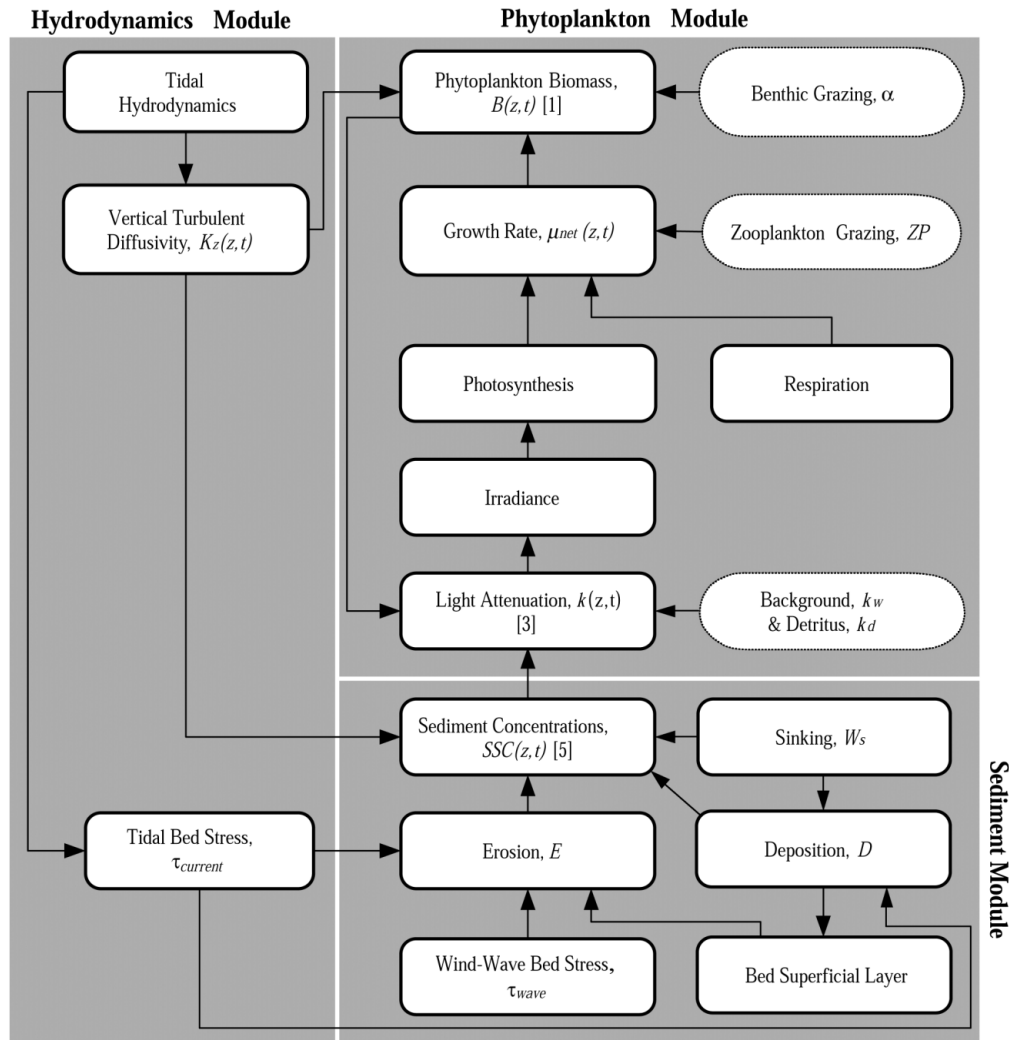 Hydrodynamics Module
Phytoplankton Module
Tidal
Hydrodynamics
Phytoplankton Biomass,
B(z,t) [1]
Benthic Grazing, α
Vertical Turbulent
Diffusivity, Kz(z,t)
Growth Rate, μnet (z,t)
Zooplankton Grazing, ZP
Photosynthesis
Respiration
Irradiance
Light Attenuation, k(z,t)
[3]
Background, kw
& Detritus, kd
Sediment Concentrations,
SSC(z,t) [5]
Sinking, Ws
Sediment Module
Tidal Bed Stress,
τcurrent
Erosion, E
Deposition, D
Wind-Wave Bed Stress,
τwave
Bed Superficial Layer